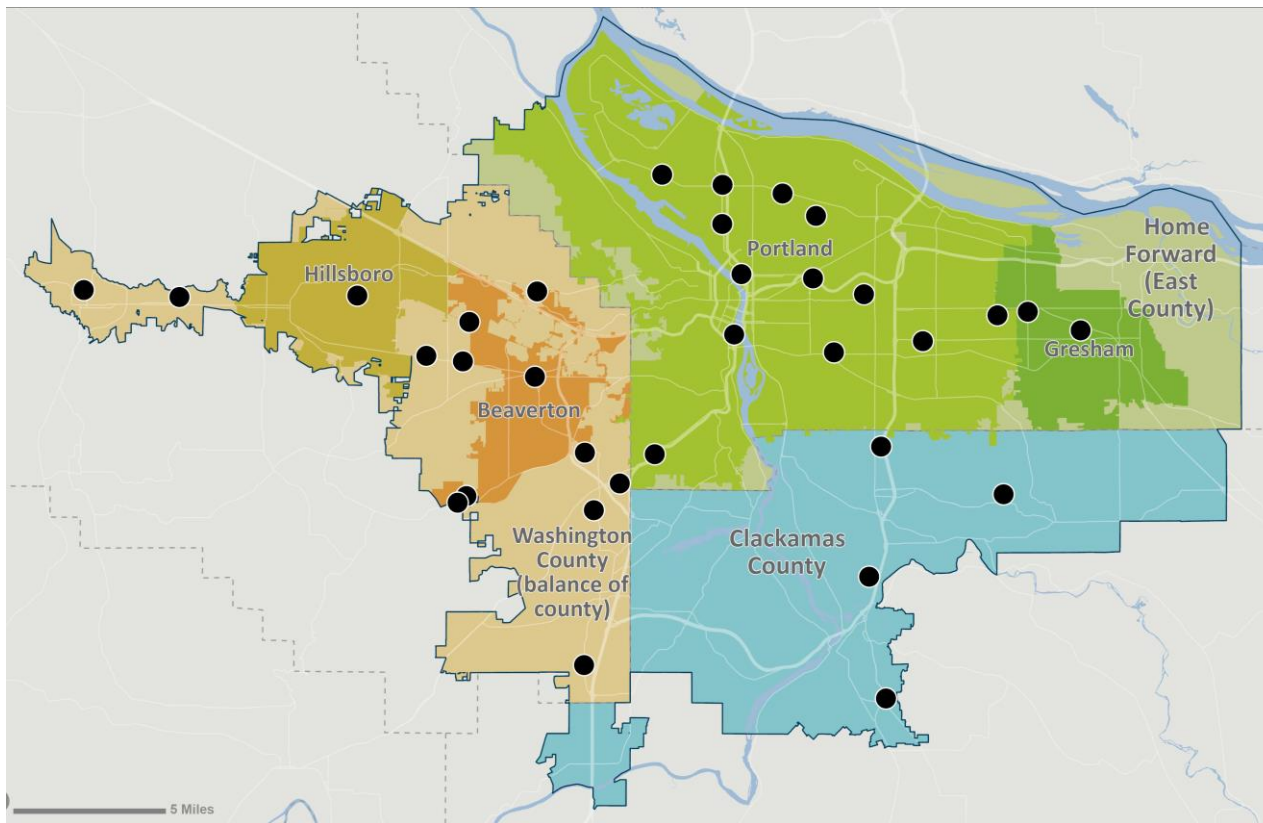 Home
Forward
(East
County)
Portland
Hillsboro
Gresham
Beaverton
Washington
County
(balance of
county)
Clackamas
County
5 Miles